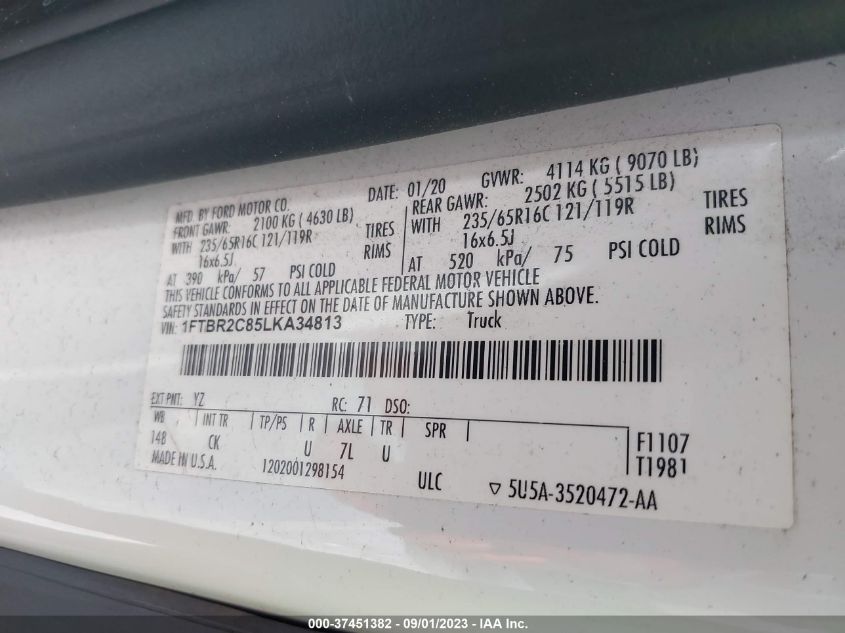 MFD. BY FORD MOTOR CO. DATE: 01/20 GVWR: 4114 KG ( 9070 LB)
FRONT GAWR: 2100 KG ( 4630 LB) REAR GAWR: 2502 KG ( 5515 LB)
WITH 235/65R16C 121/119R TIRES WITH 235/65R16C 121/119R TIRES
16x6.5J RIMS 16x6.5J RIMS
AT 390 kPa/ 57 PSI COLD AT 520 kPa/ 75 PSI COLD
THIS VEHICLE CONFORMS TO ALL APPLICABLE FEDERAL MOTOR VEHICLE
SAFETY STANDARDS IN EFFECT ON THE DATE OF MANUFACTURE SHOWN ABOVE.
VIN: 1FTBR2C85LKA34813 TYPE: Truck
EXT PNT: YZ RC: 71 DSO:
WB INT TR TP/PS R AXLE TR SPR
148 CK U 7L U
F1107
T1981
MADE IN U.S.A. 1202001298154 ULC ▽ 5U5A-3520472-AA
000-37451382 - 09/01/2023 - IAA Inc.